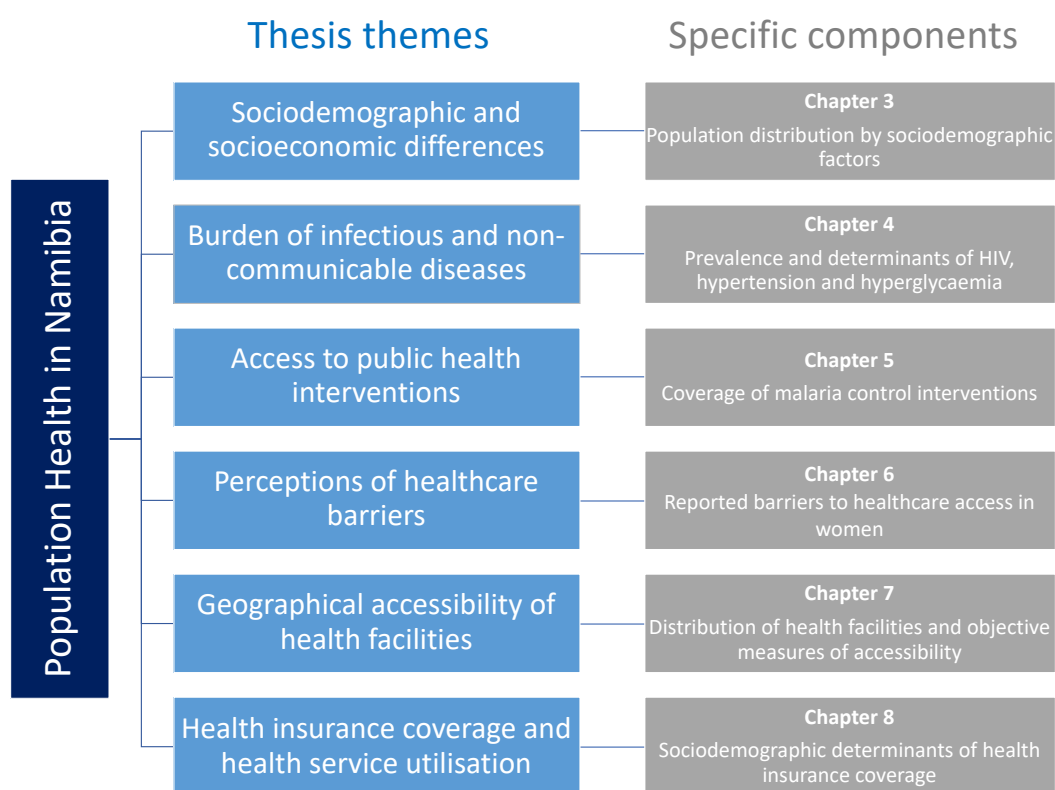 Thesis themes
Specific components
Population Health in Namibia
Sociodemographic and
socioeconomic differences
Chapter 3
Population distribution by sociodemographic
factors
Burden of infectious and non-
communicable diseases
Chapter 4
Prevalence and determinants of HIV,
hypertension and hyperglycaemia
Access to public health
interventions
Chapter 5
Coverage of malaria control interventions
Perceptions of healthcare
barriers
Chapter 6
Reported barriers to healthcare access in
women
Geographical accessibility of
health facilities
Chapter 7
Distribution of health facilities and objective
measures of accessibility
Health insurance coverage and
health service utilisation
Chapter 8
Sociodemographic determinants of health
insurance coverage